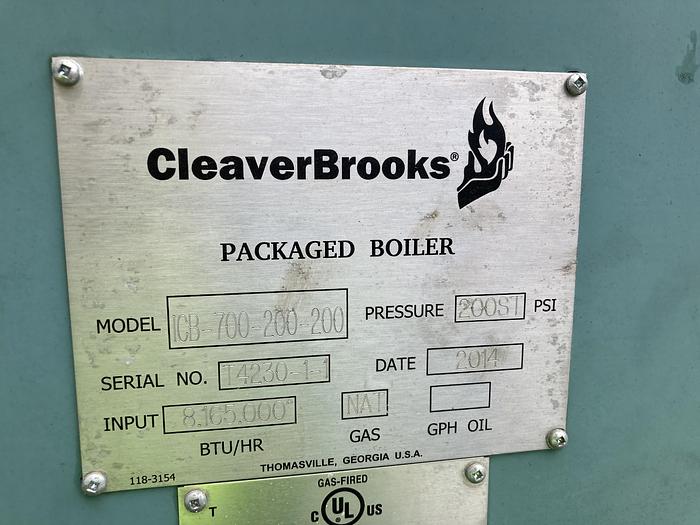 CleaverBrooks®
PACKAGED BOILER
MODEL ICB-700-200-200 PRESSURE 200ST PSI
SERIAL NO. T4230-1-1 DATE 2014
INPUT 8,165,000 NAT
BTU/HR GAS GPH OIL
118-3154 THOMASVILLE, GEORGIA U.S.A.
GAS-FIRED
C UL US
T